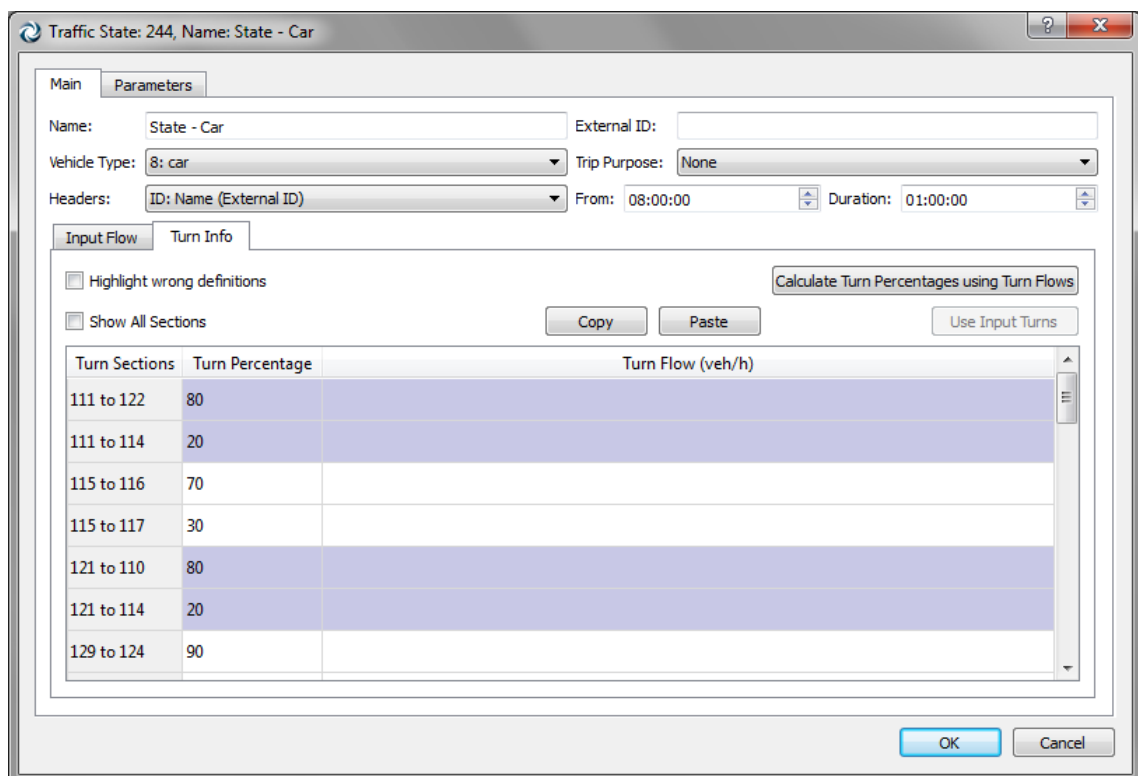 Traffic State: 244, Name: State - Car
? X
Main Parameters
Name: State - Car External ID:
Vehicle Type: 8: car Trip Purpose: None
Headers: ID: Name (External ID) From: 08:00:00 Duration: 01:00:00
Input Flow Turn Info
Highlight wrong definitions Calculate Turn Percentages using Turn Flows
Show All Sections Copy Paste Use Input Turns
Turn Sections Turn Percentage Turn Flow (veh/h)
111 to 122 80
111 to 114 20
115 to 116 70
115 to 117 30
121 to 110 80
121 to 114 20
129 to 124 90
OK Cancel